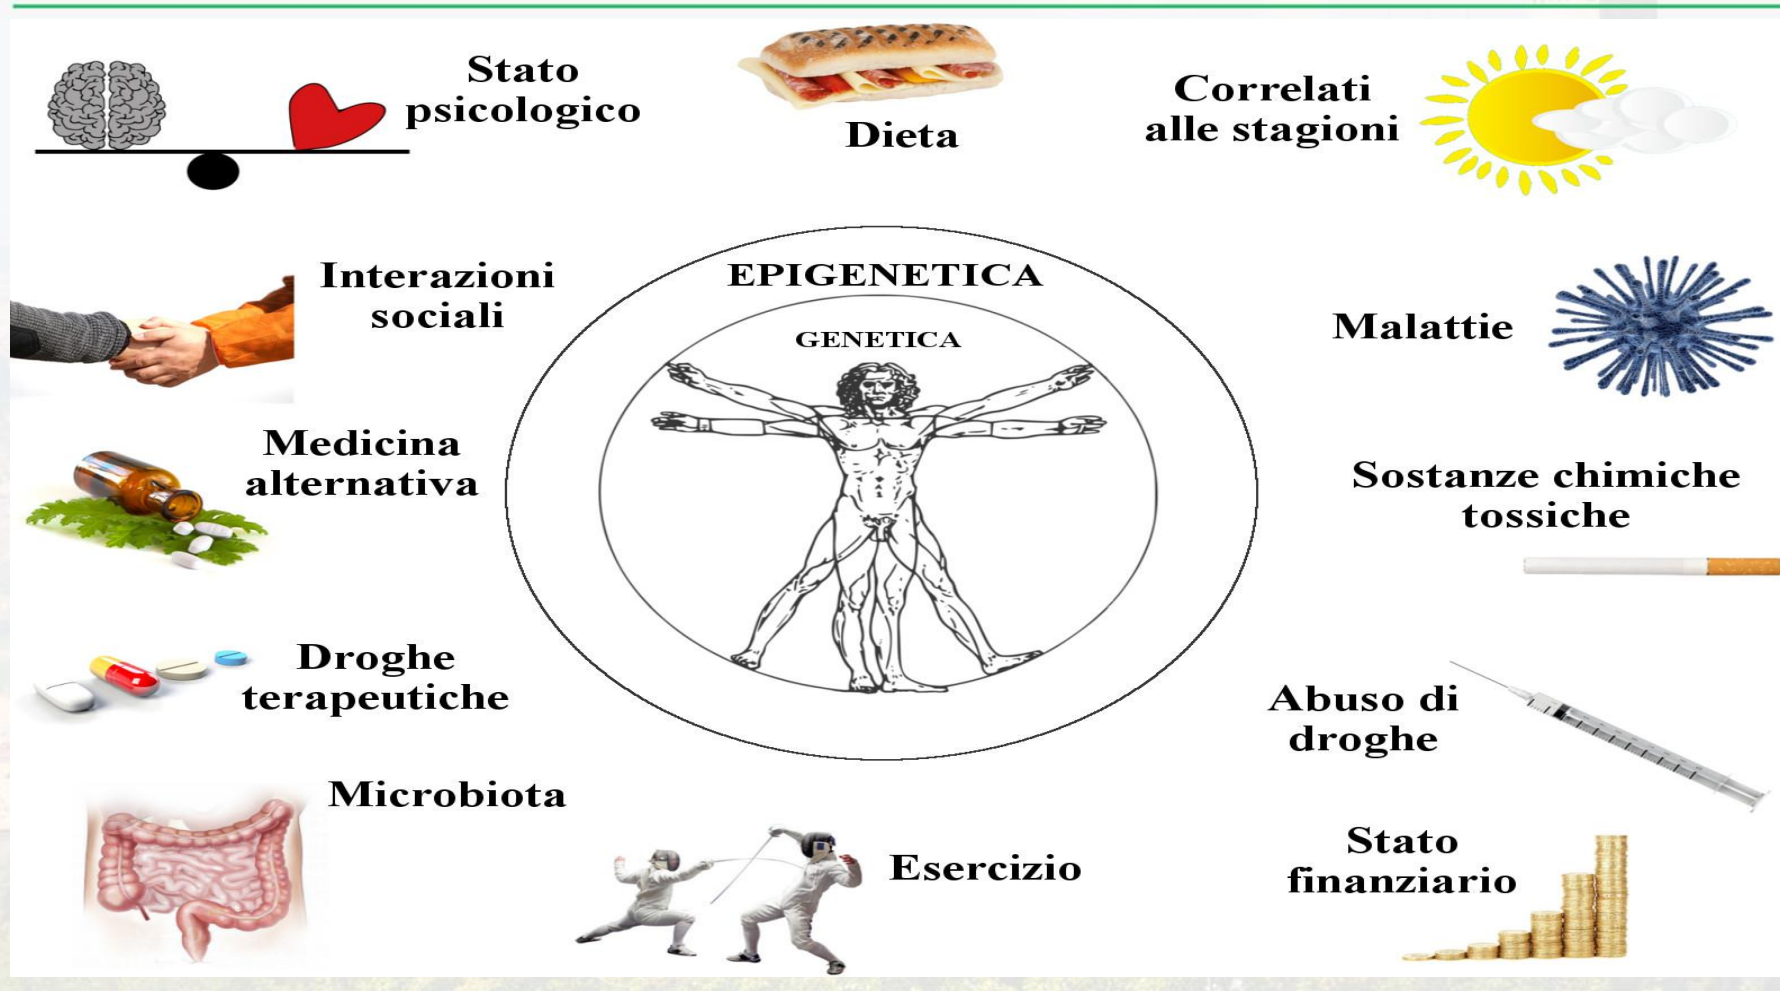 Stato
psicologico
Dieta
Correlati
alle stagioni
Interazioni
sociali
EPIGENETICA
GENETICA
Malattie
Medicina
alternativa
Sostanze chimiche
tossiche
Droghe
terapeutiche
Abuso di
droghe
Microbiota
Esercizio
Stato
finanziario